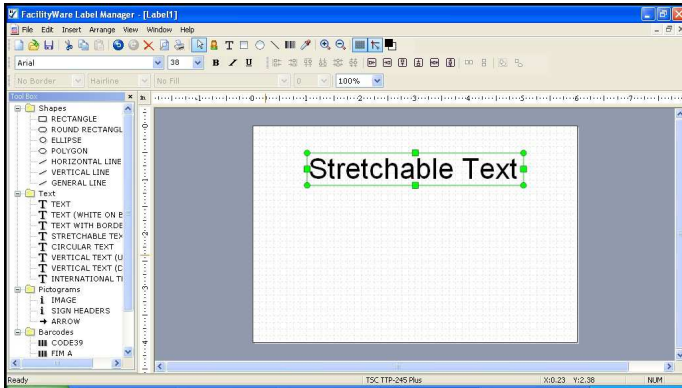 FacilityWare Label Manager - [Label1]
File Edit Insert Arrange View Window Help
Arial 38 B I U
No Border Hairline No Fill 0 100%
Tool Box
in
Shapes
RECTANGLE
ROUND RECTANGL
ELLIPSE
POLYGON
HORIZONTAL LINE
VERTICAL LINE
GENERAL LINE
Text
TEXT
TEXT (WHITE ON B
TEXT WITH BORDE
STRETCHABLE TEX
CIRCULAR TEXT
VERTICAL TEXT (U
VERTICAL TEXT (D
INTERNATIONAL T
Pictograms
IMAGE
SIGN HEADERS
ARROW
Barcodes
CODE39
FIM A
Stretchable Text
Ready TSC TTP-245 Plus X:0.23 Y:2.38 NUM